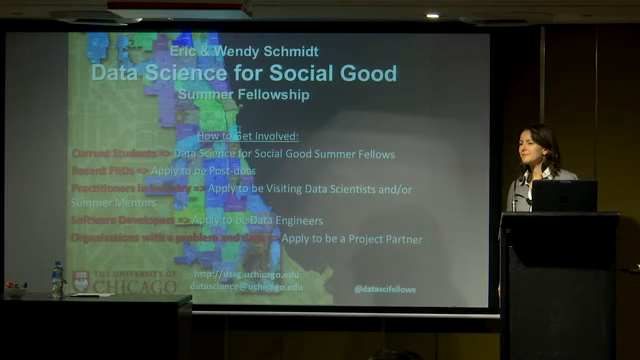 Eric & Wendy Schmidt
Data Science for Social Good
Summer Fellowship
How to Get Involved:
Current Students => Data Science for Social Good Summer Fellows
Recent PhDs => Apply to be Post-docs
Practitioners in Industry => Apply to be Visiting Data Scientists and/or
Summer Mentors
Software Developers => Apply to be Data Engineers
Organisations with a problem and data => Apply to be a Project Partner
THE UNIVERSITY OF
CHICAGO
http://dssg.uchicago.edu
datascience@uchicago.edu
@datascifellows